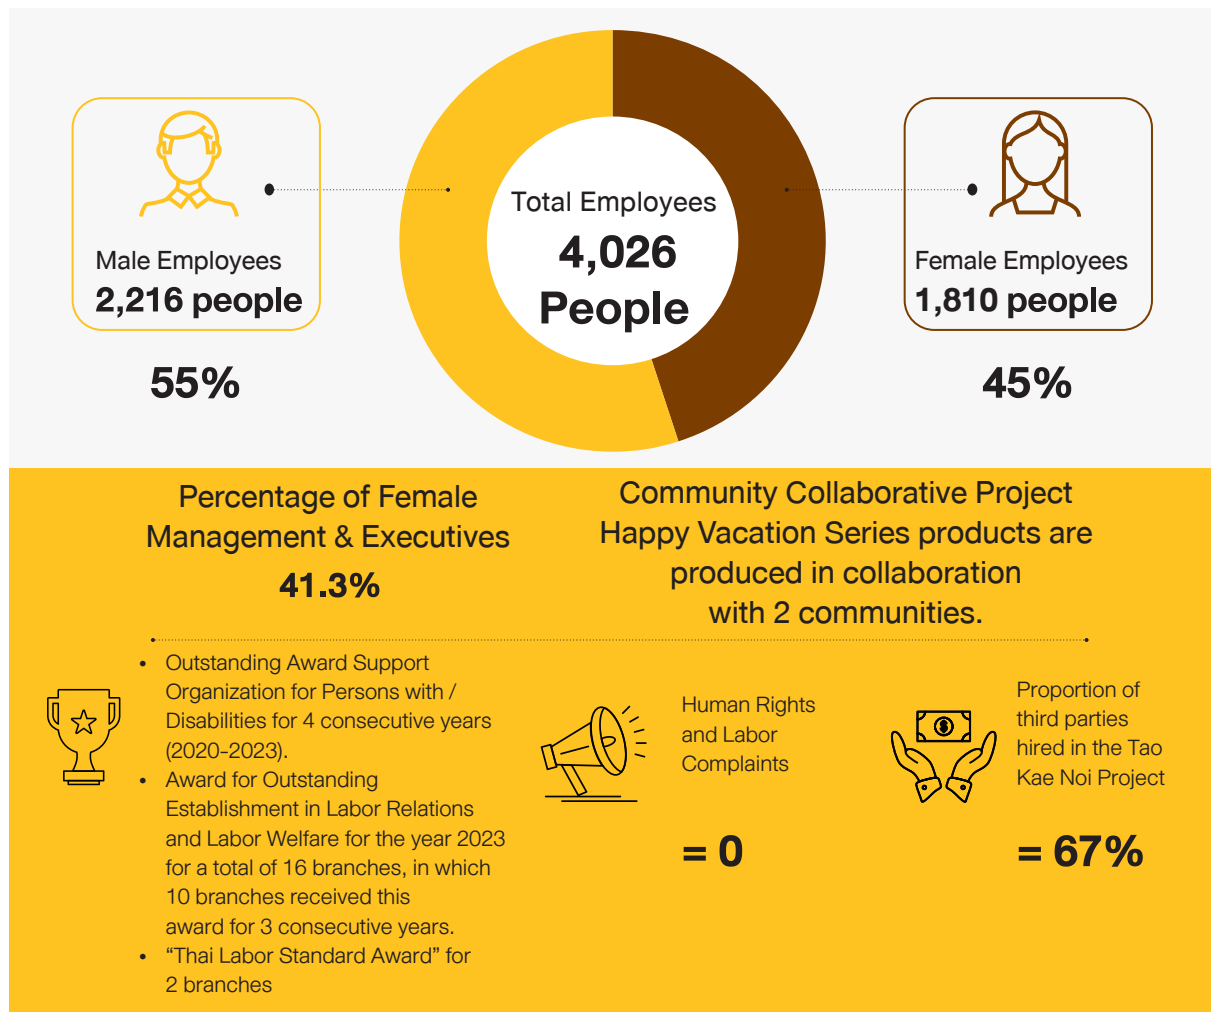 Total Employees
4,026
People
Male Employees
2,216 people
55%
Female Employees
1,810 people
45%
Percentage of Female
Management & Executives
41.3%
Community Collaborative Project
Happy Vacation Series products are
produced in collaboration
with 2 communities.
• Outstanding Award Support
Organization for Persons with /
Disabilities for 4 consecutive years
(2020-2023).
• Award for Outstanding
Establishment in Labor Relations
and Labor Welfare for the year 2023
for a total of 16 branches, in which
10 branches received this
award for 3 consecutive years.
• “Thai Labor Standard Award” for
2 branches
Human Rights
and Labor
Complaints
= 0
Proportion of
third parties
hired in the Tao
Kae Noi Project
= 67%